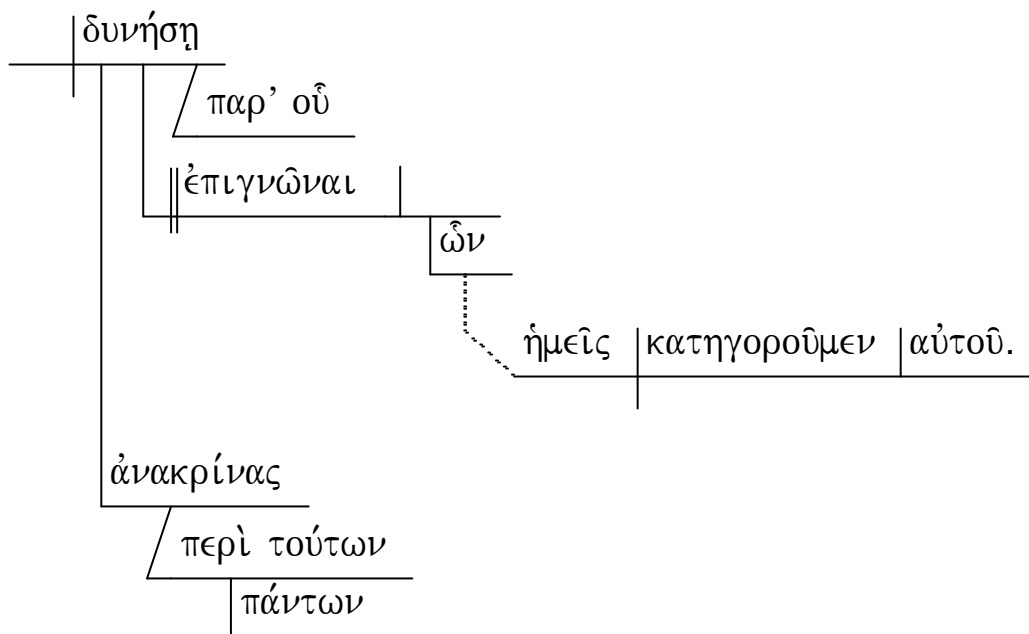 δυνήσῃ
παρ’ οὗ
ἐπιγνῶναι
ὧν
ἡμεῖς κατηγοροῦμεν αὐτοῦ.
ἀνακρίνας
περὶ τούτων
πάντων